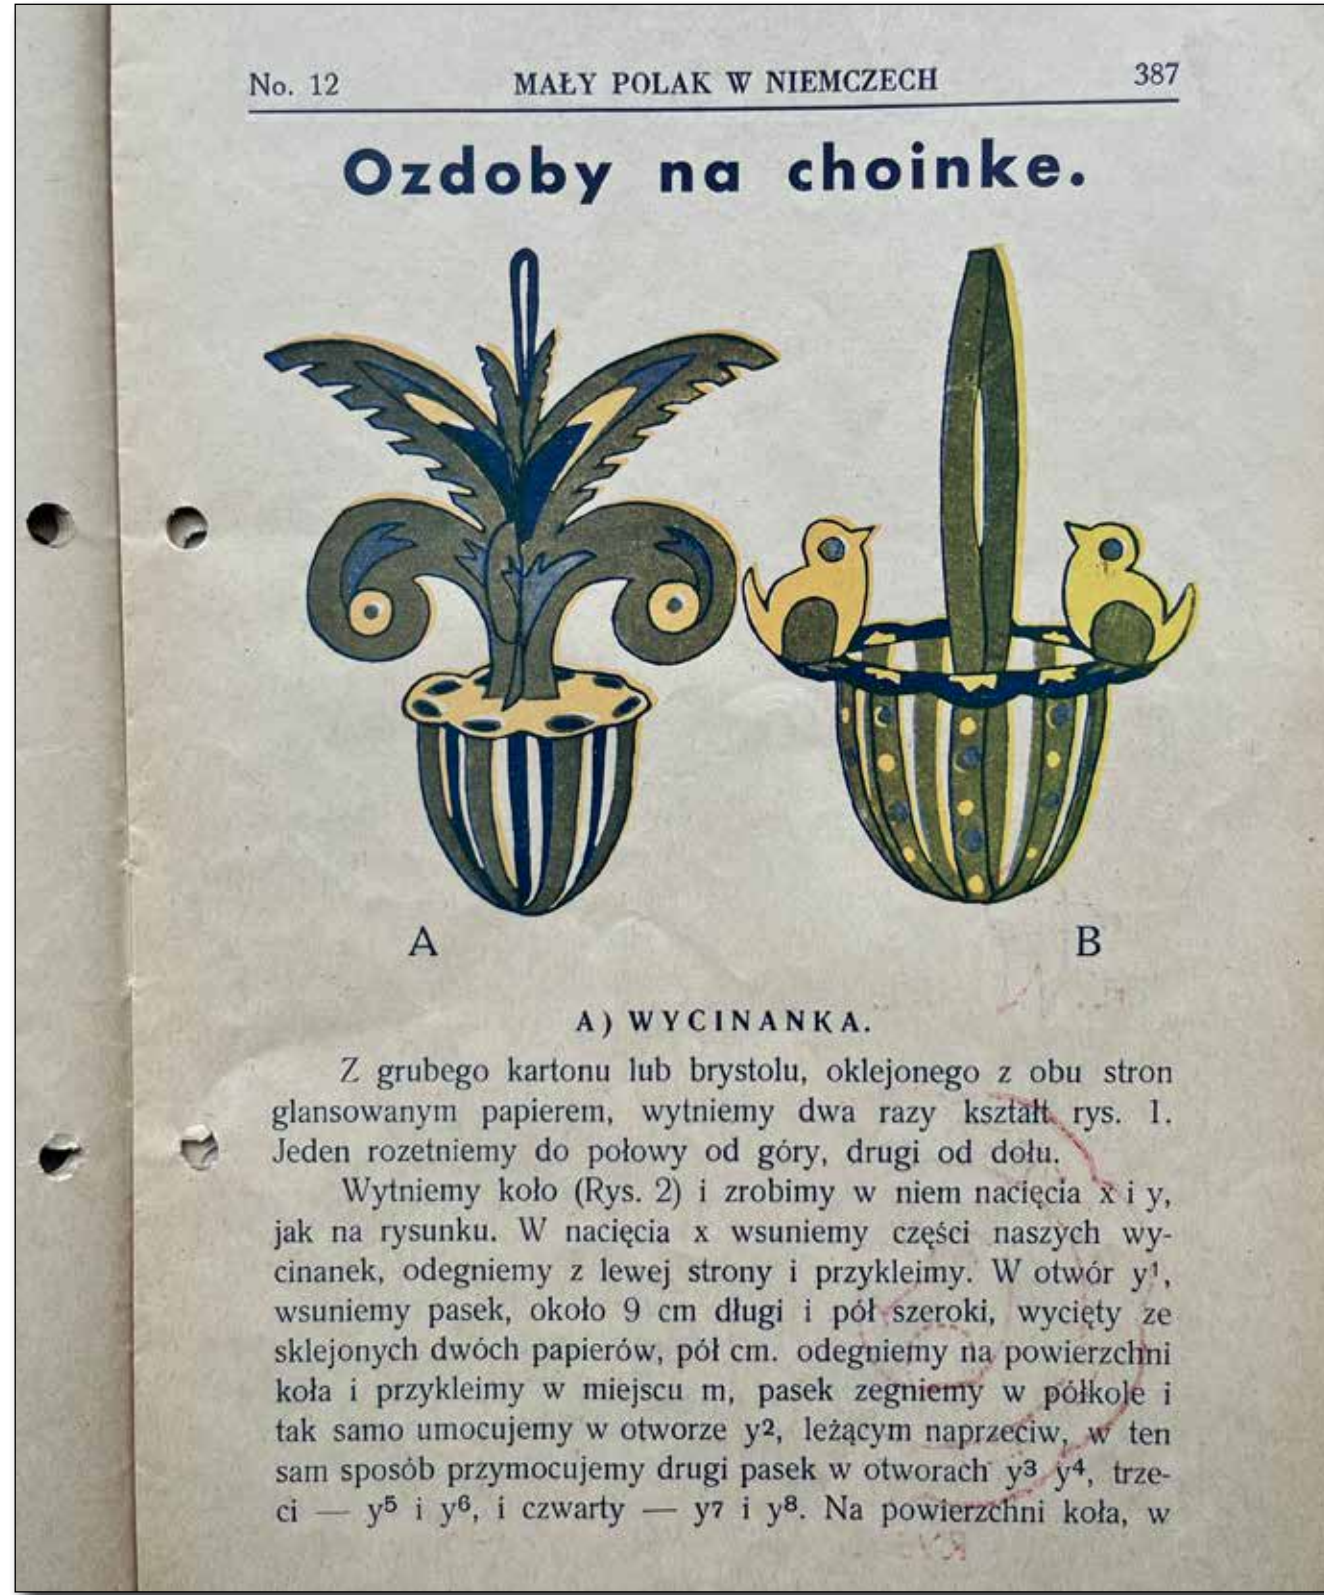 No. 12 MAŁY POLAK W NIEMCZECH 387
Ozdoby na choinke.
A B
A) WYCINANKA.
Z grubego kartonu lub brystolu, oklejonego z obu stron
glansowanym papierem, wytniemy dwa razy kształt rys. 1.
Jeden rozetniemy do połowy od góry, drugi od dołu.
Wytniemy koło (Rys. 2) i zrobimy w niem nacięcia x i y,
jak na rysunku. W nacięcia x wsuniemy części naszych wy-
cinanek, odegniemy z lewej strony i przykleimy. W otwór y¹,
wsuniemy pasek, około 9 cm długi i pół szeroki, wycięty ze
sklejonych dwóch papierów, pół cm. odegniemy na powierzchni
koła i przykleimy w miejscu m, pasek zegniemy w półkole i
tak samo umocujemy w otworze y², leżącym naprzeciw, w ten
sam sposób przymocujemy drugi pasek w otworach y³ y⁴, trze-
ci — y⁵ i y⁶, i czwarty — y⁷ i y⁸. Na powierzchni koła, w